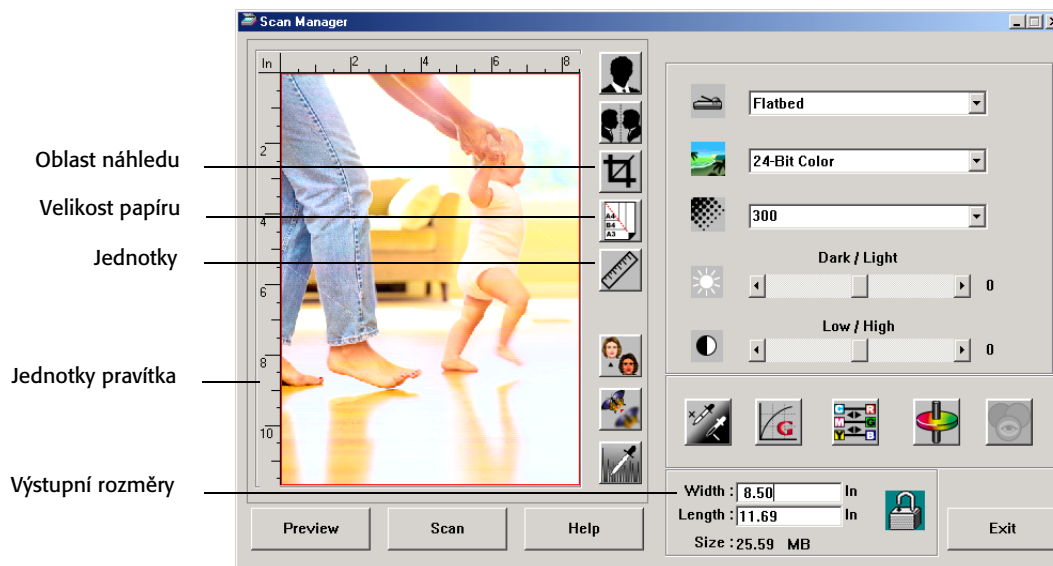 Scan Manager
In 2 4 6 8
2
4
6
8
10
Oblast náhledu
Velikost papíru
Jednotky
Jednotky pravítka
Výstupní rozměry
A4
B4
A3
Flatbed
24-Bit Color
300
Dark / Light
0
Low / High
0
G
C R
M G
Y B
Width : 8.50 In
Length : 11.69 In
Size : 25.59 MB
Preview Scan Help Exit